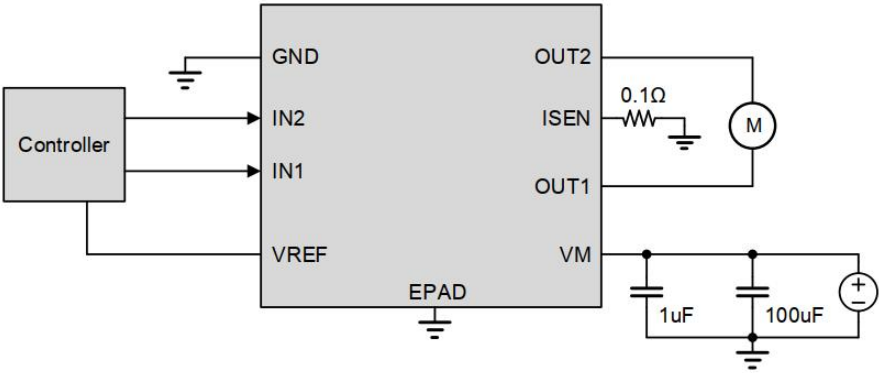 GND
OUT2
0.1Ω
IN2
ISEN
M
Controller
IN1
OUT1
VREF
VM
EPAD
1uF
100uF